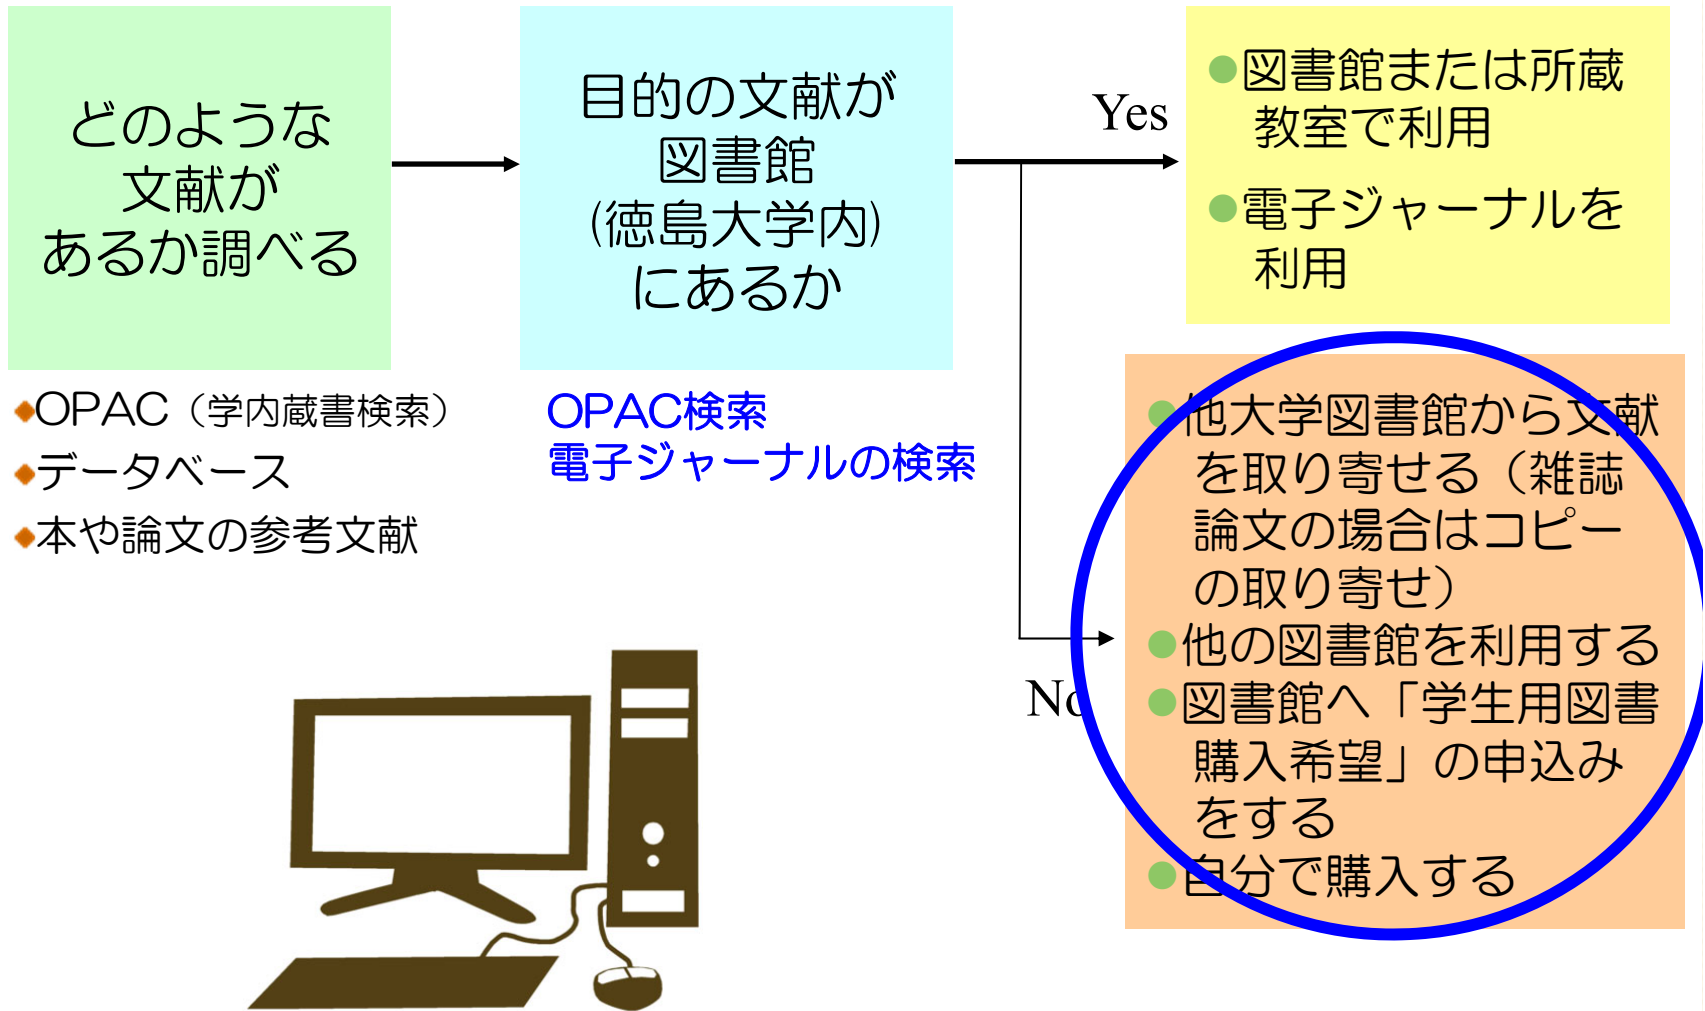 どのような
文献が
あるか調べる
◆OPAC（学内蔵書検索）
◆データベース
◆本や論文の参考文献
目的の文献が
図書館
(徳島大学内)
にあるか
OPAC検索
電子ジャーナルの検索
Yes
●図書館または所蔵
教室で利用
●電子ジャーナルを
利用
No
●他大学図書館から文献
を取り寄せる（雑誌
論文の場合はコピー
の取り寄せ）
●他の図書館を利用する
●図書館へ「学生用図書
購入希望」の申込み
をする
●自分で購入する